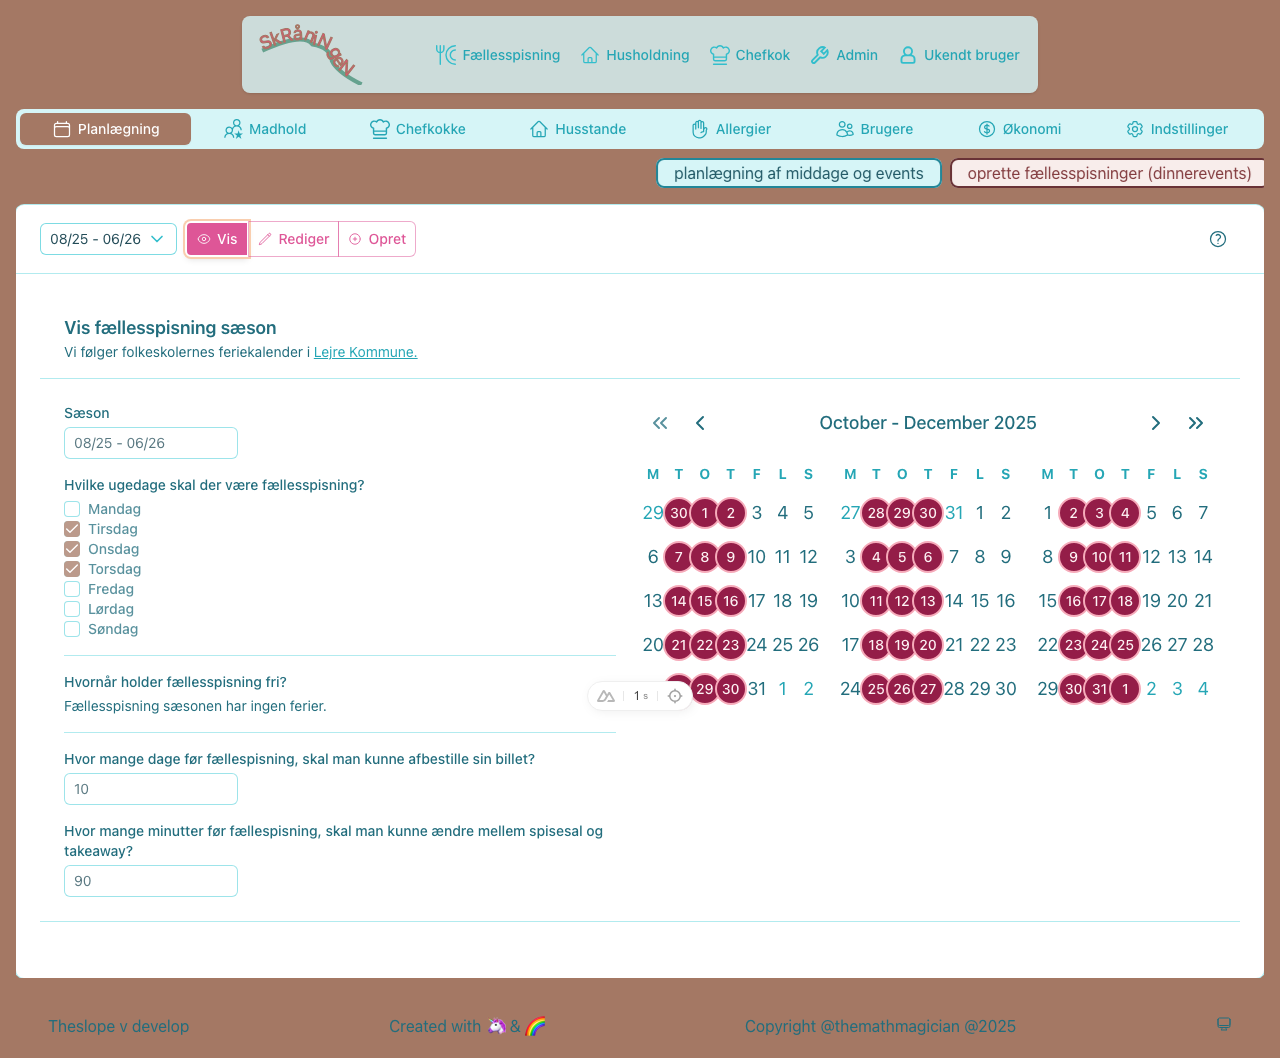 SkRåniNgeN
Fællesspisning Husholdning Chefkok Admin Ukendt bruger
Planlægning Madhold Chefkokke Husstande Allergier Brugere Økonomi Indstillinger
planlægning af middage og events oprette fællesspisninger (dinnerevents)
08/25 - 06/26 Vis Rediger Opret
Vis fællesspisning sæson
Vi følger folkeskolernes feriekalender i Lejre Kommune.
Sæson
08/25 - 06/26
Hvilke ugedage skal der være fællesspisning?
Mandag
Tirsdag
Onsdag
Torsdag
Fredag
Lørdag
Søndag
Hvornår holder fællesspisning fri?
Fællesspisning sæsonen har ingen ferier.
Hvor mange dage før fællespisning, skal man kunne afbestille sin billet?
10
Hvor mange minutter før fællespisning, skal man kunne ændre mellem spisesal og
takeaway?
90
October - December 2025
M T O T F L S M T O T F L S M T O T F L S
29 30 1 2 3 4 5 27 28 29 30 31 1 2 1 2 3 4 5 6 7
6 7 8 9 10 11 12 3 4 5 6 7 8 9 8 9 10 11 12 13 14
13 14 15 16 17 18 19 10 11 12 13 14 15 16 15 16 17 18 19 20 21
20 21 22 23 24 25 26 17 18 19 20 21 22 23 22 23 24 25 26 27 28
29 30 31 1 2 24 25 26 27 28 29 30 29 30 31 1 2 3 4
1 s
Theslope v develop Created with 🦄 & 🌈 Copyright @themathmagician @2025